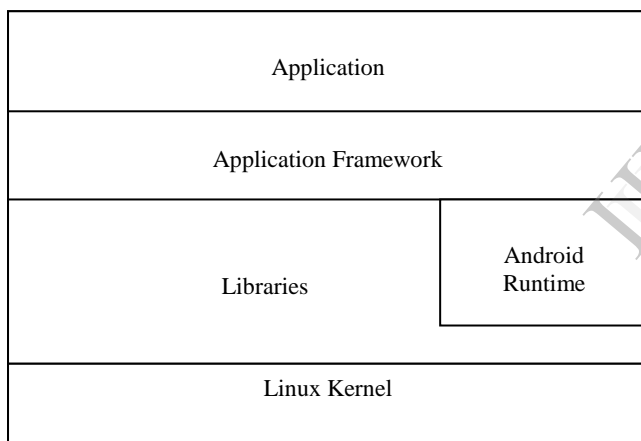 Application
Application Framework
Libraries
Android
Runtime
Linux Kernel